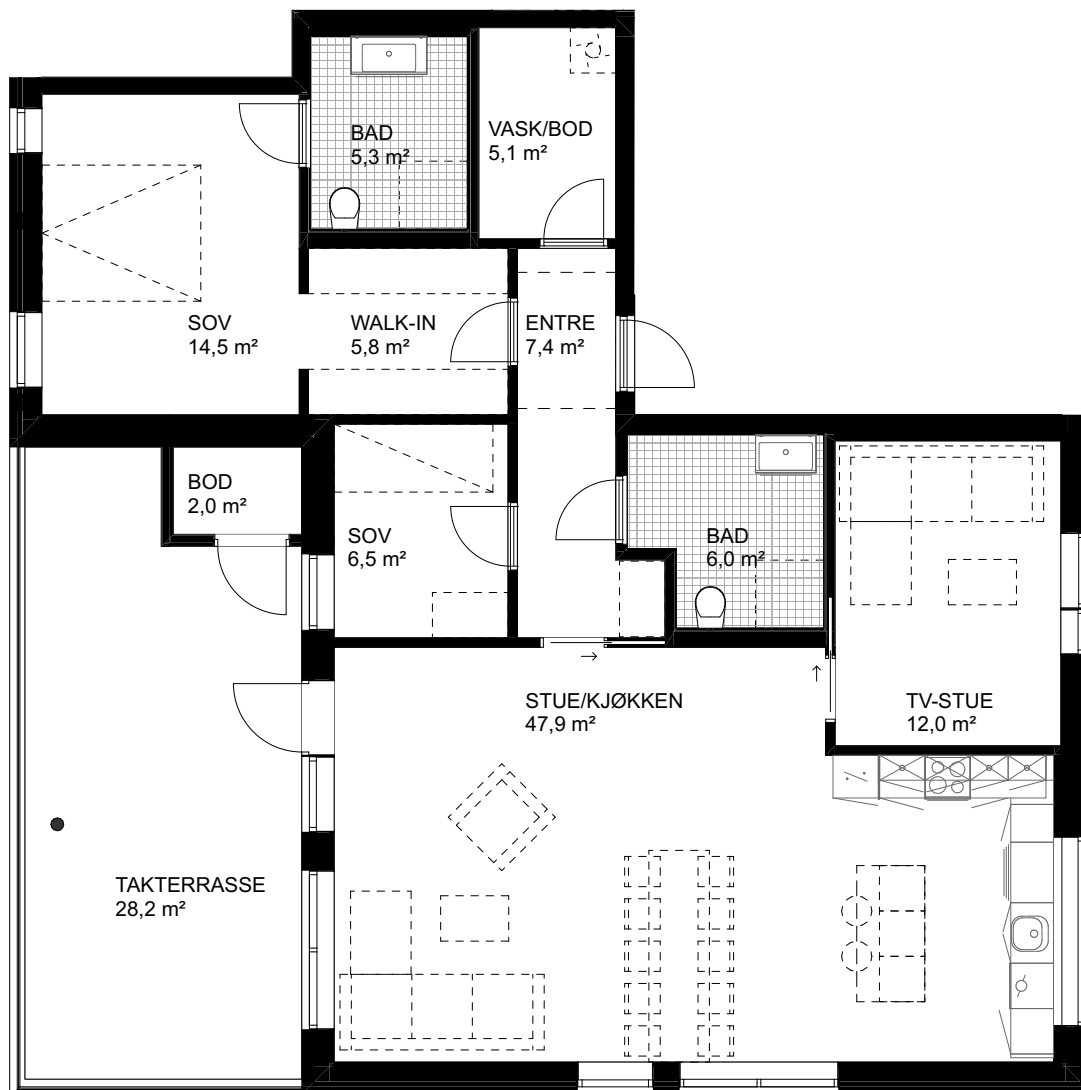 BAD
5,3 m²
VASK/BOD
5,1 m²
SOV
14,5 m²
WALK-IN
5,8 m²
ENTRE
7,4 m²
BOD
2,0 m²
SOV
6,5 m²
BAD
6,0 m²
STUE/KJØKKEN
47,9 m²
TV-STUE
12,0 m²
TAKTERRASSE
28,2 m²